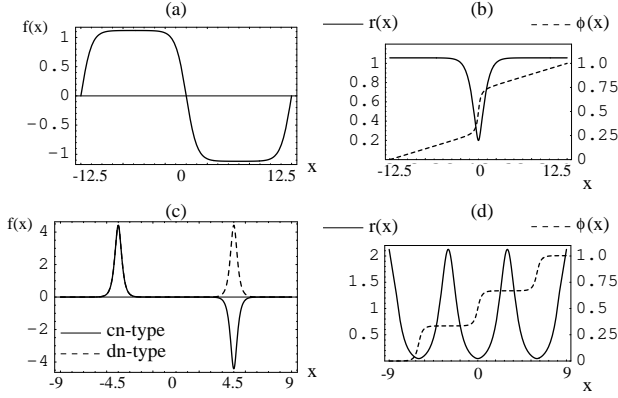 (a)
f(x)
1
0.5
0
-0.5
-1
-12.5 0 12.5
x
(b)
r(x) ϕ(x)
1
0.8
0.6
0.4
0.2
1.0
0.75
0.5
0.25
0
-12.5 0 12.5
x
(c)
f(x)
4
2
0
-2
-4
cn-type
dn-type
-9 -4.5 0 4.5 9
x
(d)
r(x) ϕ(x)
2
1.5
1
0.5
1.0
0.75
0.5
0.25
0
-9 0 9
x